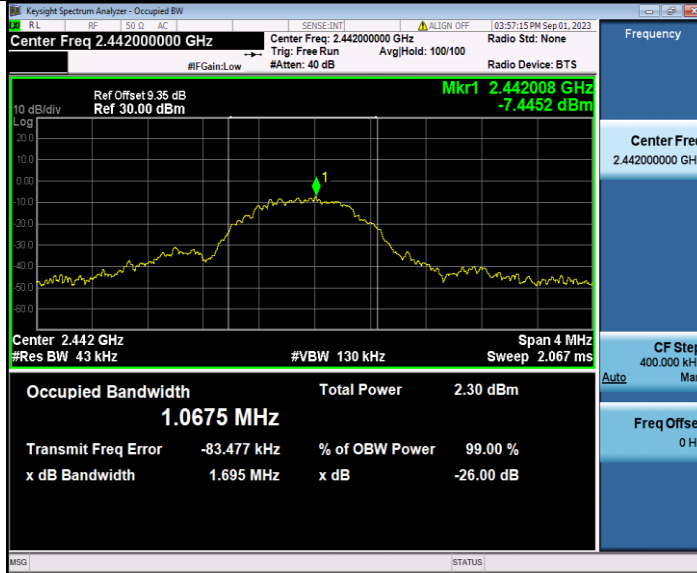 Keysight Spectrum Analyzer - Occupied BW
RL RF 50 Ω AC SENSE:INT ALIGN OFF 03:57:15 PM Sep 01, 2023
Center Freq 2.442000000 GHz
Center Freq: 2.442000000 GHz Radio Std: None
Trig: Free Run Avg|Hold: 100/100
#IFGain:Low #Atten: 40 dB Radio Device: BTS
Frequency
Mkr1 2.442008 GHz
-7.4452 dBm
Ref Offset 9.35 dB
10 dB/div Ref 30.00 dBm
Log
20.0
10.0
0.00
1
-10.0
-20.0
-30.0
-40.0
-50.0
-60.0
Center 2.442 GHz Span 4 MHz
#Res BW 43 kHz #VBW 130 kHz Sweep 2.067 ms
Occupied Bandwidth Total Power 2.30 dBm
1.0675 MHz
Transmit Freq Error -83.477 kHz % of OBW Power 99.00 %
x dB Bandwidth 1.695 MHz x dB -26.00 dB
Center Fre
2.442000000 GH
CF Step
400.000 kH
Auto Ma
Freq Offse
0 H
MSG STATUS